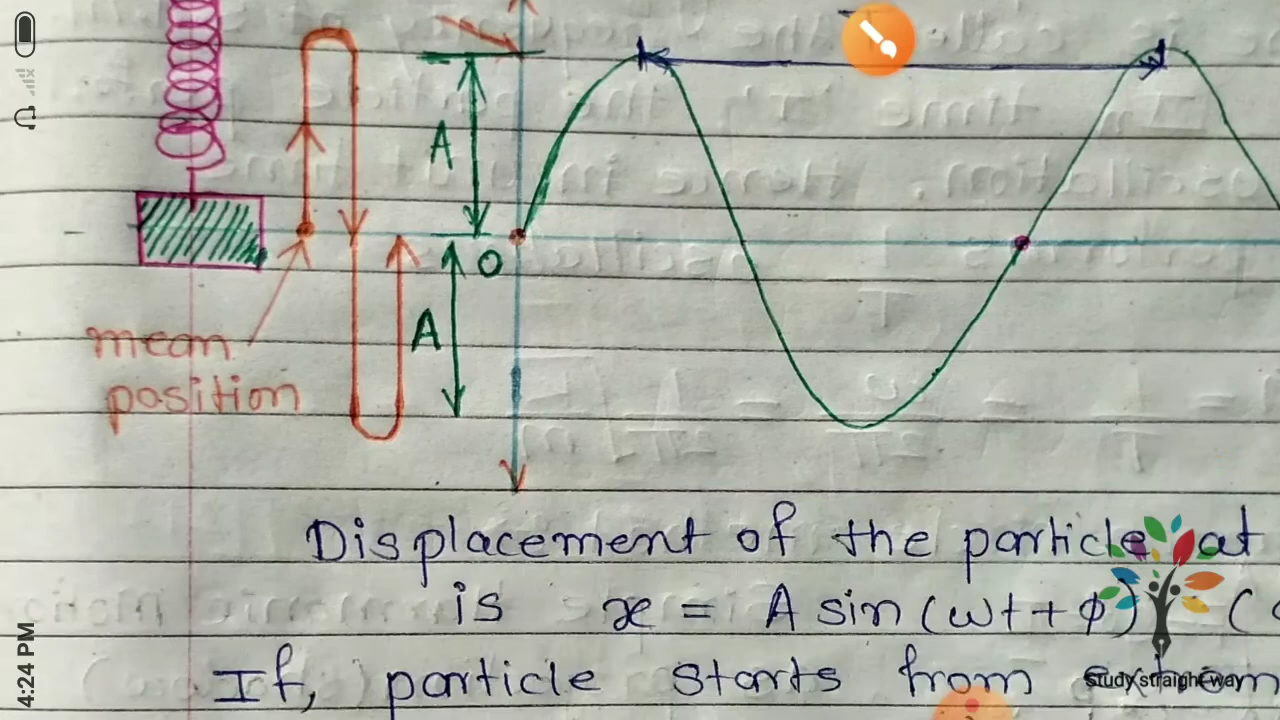 A
O
A
mean
position
Displacement of the particle at
is x = A sin (ωt + φ) (
If, particle starts from
Study straight way
4:24 PM